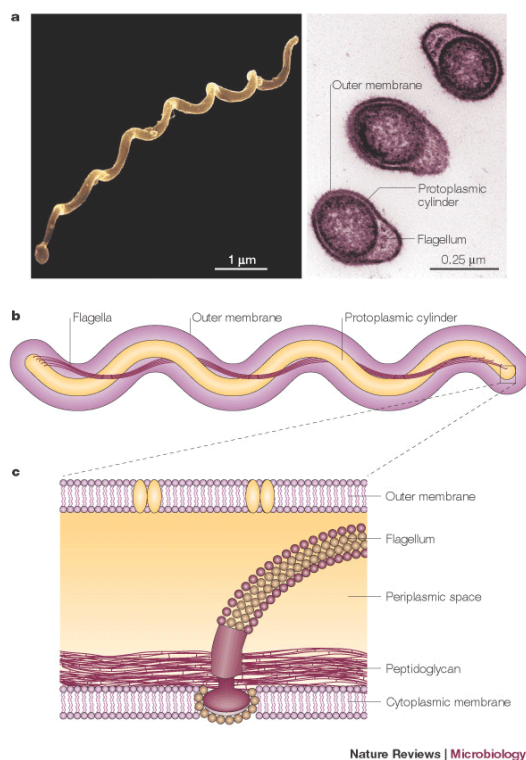 a
Outer membrane
Protoplasmic
cylinder
Flagellum
1 µm
0.25 µm
b
Flagella
Outer membrane
Protoplasmic cylinder
c
Outer membrane
Flagellum
Periplasmic space
Peptidoglycan
Cytoplasmic membrane
Nature Reviews | Microbiology